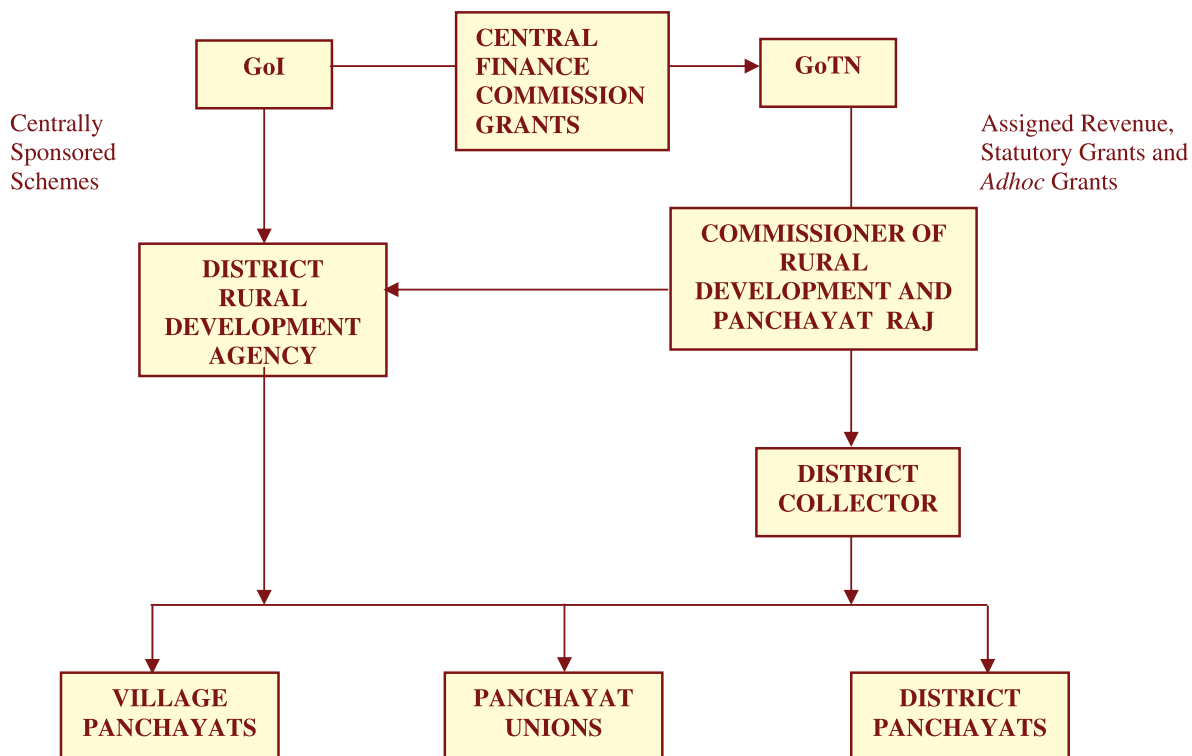 GoI
CENTRAL
FINANCE
COMMISSION
GRANTS
GoTN
Centrally
Sponsored
Schemes
Assigned Revenue,
Statutory Grants and
Adhoc Grants
DISTRICT
RURAL
DEVELOPMENT
AGENCY
COMMISSIONER OF
RURAL
DEVELOPMENT AND
PANCHAYAT RAJ
DISTRICT
COLLECTOR
VILLAGE
PANCHAYATS
PANCHAYAT
UNIONS
DISTRICT
PANCHAYATS